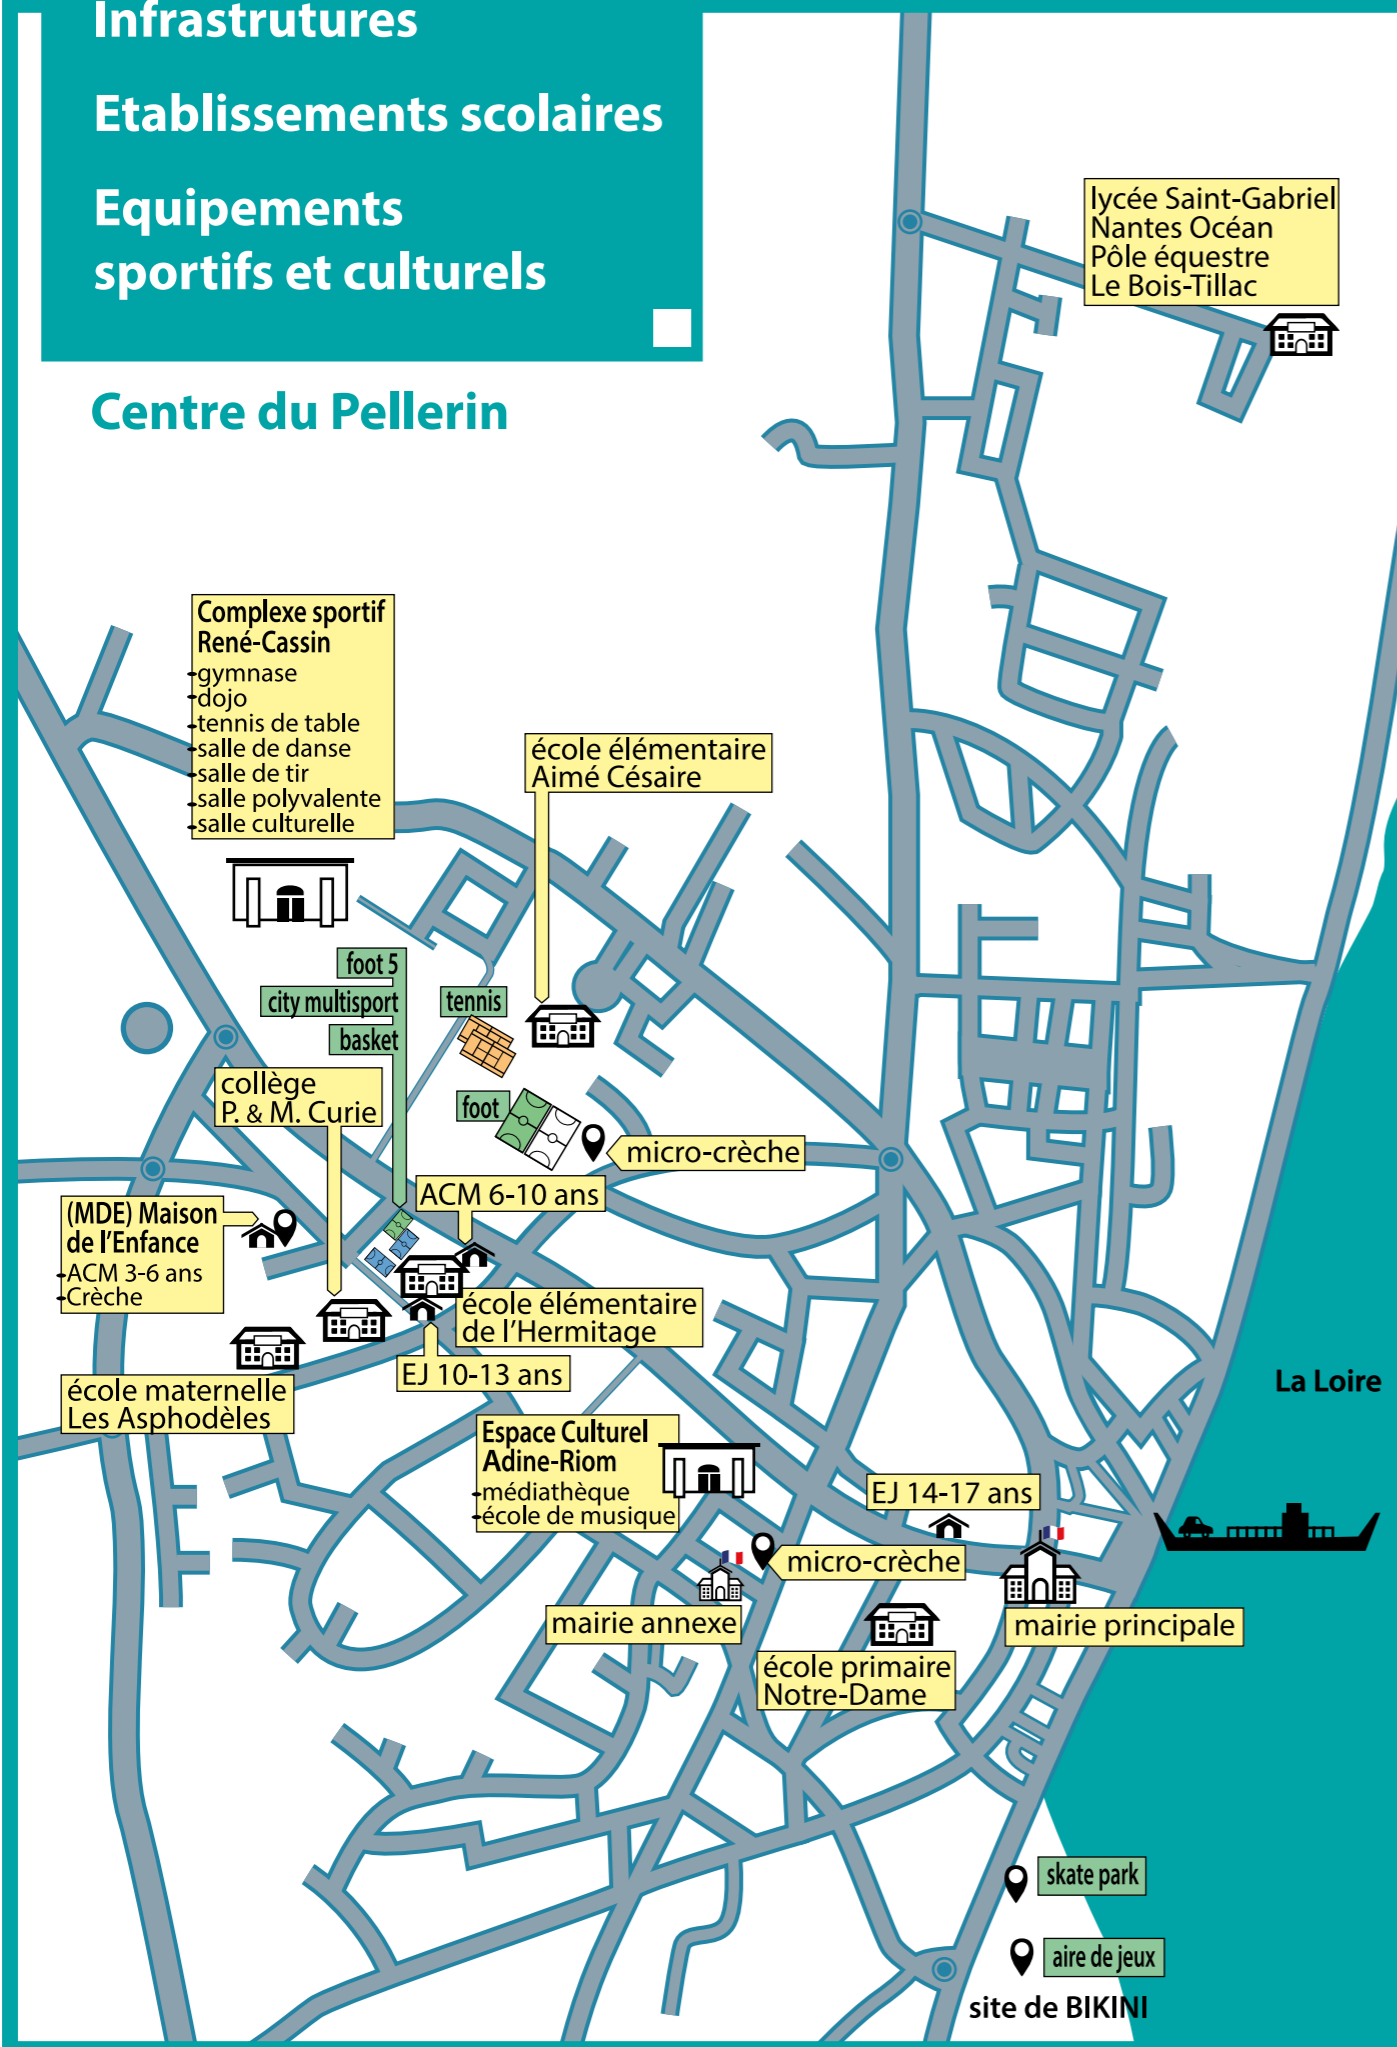 Infrastrutures
Etablissements scolaires
Equipements
sportifs et culturels
Centre du Pellerin
lycée Saint-Gabriel
Nantes Océan
Pôle équestre
Le Bois-Tillac
Complexe sportif
René-Cassin
gymnase
dojo
tennis de table
salle de danse
salle de tir
salle polyvalente
salle culturelle
école élémentaire
Aimé Césaire
foot 5
city multisport
basket
tennis
collège
P. & M. Curie
foot
micro-crèche
ACM 6-10 ans
(MDE) Maison
de l'Enfance
ACM 3-6 ans
Crèche
école élémentaire
de l'Hermitage
EJ 10-13 ans
école maternelle
Les Asphodèles
La Loire
Espace Culturel
Adine-Riom
médiathèque
école de musique
EJ 14-17 ans
micro-crèche
mairie annexe
mairie principale
école primaire
Notre-Dame
skate park
aire de jeux
site de BIKINI